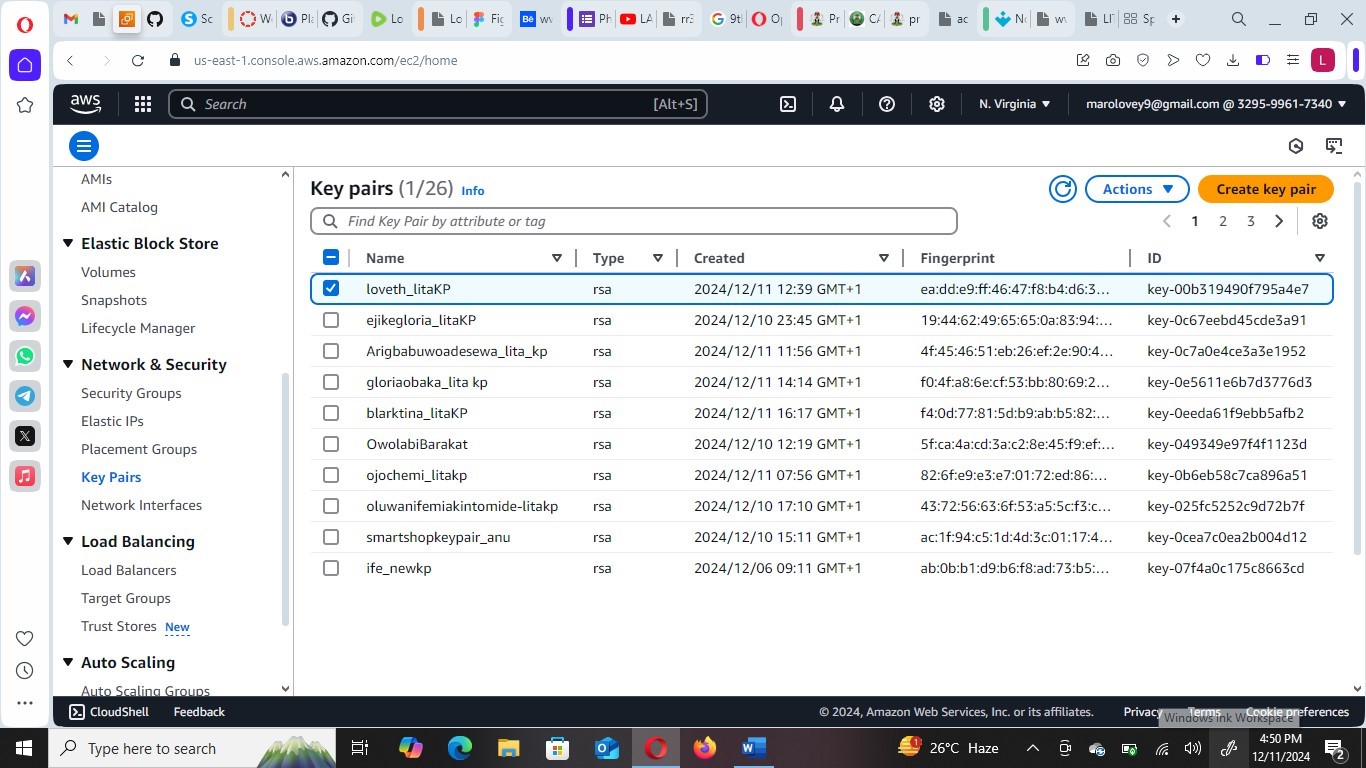 Sc
We
Pla
Git
Lo
Lo
Fig
Bē
wv
Ph
LA
rr3
9tl
Op
Pr
CA
pr
ac
No
wv
LIT
Sp
us-east-1.console.aws.amazon.com/ec2/home
L
aws
Search
[Alt+S]
N. Virginia
marolovey9@gmail.com @ 3295-9961-7340
AMIs
AMI Catalog
Elastic Block Store
Volumes
Snapshots
Lifecycle Manager
Network & Security
Security Groups
Elastic IPs
Placement Groups
Key Pairs
Network Interfaces
Load Balancing
Load Balancers
Target Groups
Trust Stores New
Auto Scaling
Auto Scaling Groups
Key pairs (1/26) Info
Actions
Create key pair
Find Key Pair by attribute or tag
1 2 3
Name Type Created Fingerprint ID
loveth_litaKP rsa 2024/12/11 12:39 GMT+1 ea:dd:e9:ff:46:47:f8:b4:d6:3... key-00b319490f795a4e7
ejikegloria_litaKP rsa 2024/12/10 23:45 GMT+1 19:44:62:49:65:65:0a:83:94:... key-0c67eebd45cde3a91
Arigbabuwoadesewa_lita_kp rsa 2024/12/11 11:56 GMT+1 4f:45:46:51:eb:26:ef:2e:90:4... key-0c7a0e4ce3a3e1952
gloriaobaka_lita kp rsa 2024/12/11 14:14 GMT+1 f0:4f:a8:6e:cf:53:bb:80:69:2... key-0e5611e6b7d3776d3
blarktina_litaKP rsa 2024/12/11 16:17 GMT+1 f4:0d:77:81:5d:b9:ab:b5:82:... key-0eeda61f9ebb5afb2
OwolabiBarakat rsa 2024/12/10 12:19 GMT+1 5f:ca:4a:cd:3a:c2:8e:45:f9:ef:... key-049349e97f4f1123d
ojochemi_litakp rsa 2024/12/11 07:56 GMT+1 82:6f:e9:e3:e7:01:72:ed:86:... key-0b6eb58c7ca896a51
oluwanifemiakintomide-litakp rsa 2024/12/10 17:10 GMT+1 43:72:56:63:6f:53:a5:5c:f3:c... key-025fc5252c9d72b7f
smartshopkeypair_anu rsa 2024/12/10 15:11 GMT+1 ac:1f:94:c5:1d:4d:3c:01:17:4... key-0cea7c0ea2b004d12
ife_newkp rsa 2024/12/06 09:11 GMT+1 ab:0b:b1:d9:b6:f8:ad:73:b5:... key-07f4a0c175c8663cd
CloudShell Feedback
© 2024, Amazon Web Services, Inc. or its affiliates.
Privacy Terms Cookie preferences
Windows Ink Workspace
Type here to search
1
26°C Haze
4:50 PM
12/11/2024
2